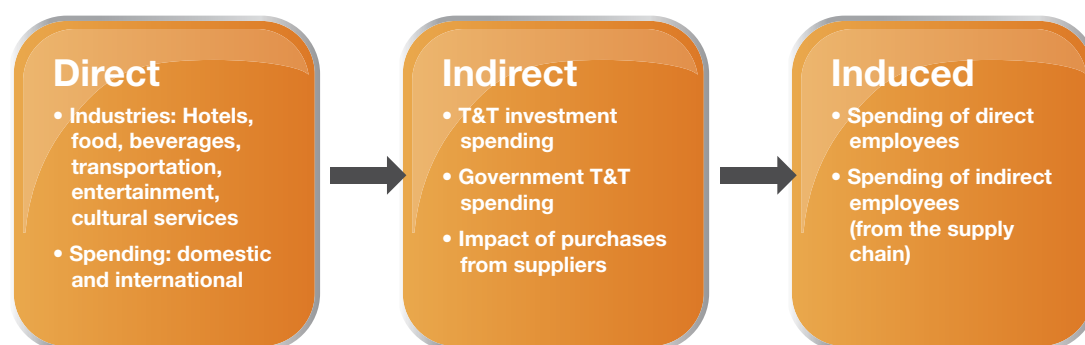 Direct
• Industries: Hotels,
food, beverages,
transportation,
entertainment,
cultural services
• Spending: domestic
and international
Indirect
• T&T investment
spending
• Government T&T
spending
• Impact of purchases
from suppliers
Induced
• Spending of direct
employees
• Spending of indirect
employees
(from the supply
chain)